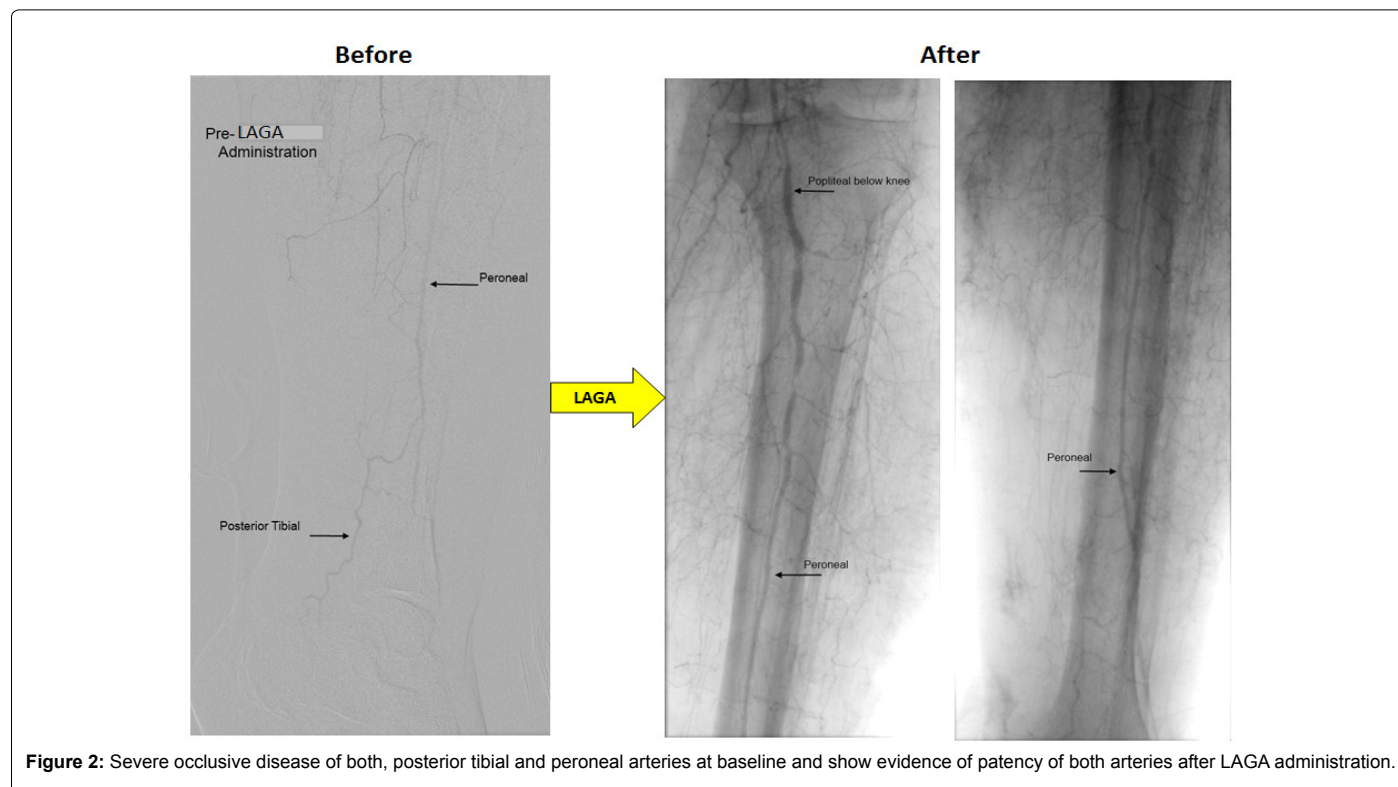 Before
After
Pre- LAGA
Administration
Popliteal below knee
Peroneal
LAGA
Peroneal
Posterior Tibial
Peroneal
Figure 2: Severe occlusive disease of both, posterior tibial and peroneal arteries at baseline and show evidence of patency of both arteries after LAGA administration.